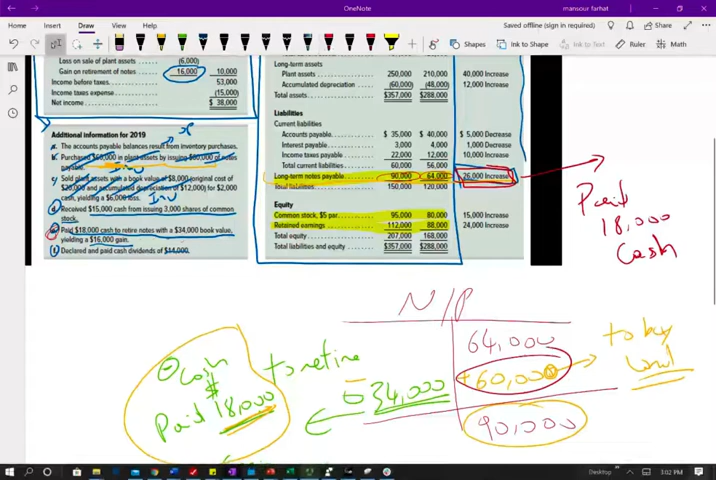 OneNote
mansour farhat
Home Insert Draw View Help
Saved offline (sign in required)
Share
Ink to Shape
Ink to Text
Ruler
Math
Loss on sale of plant assets (6,000)
Gain on retirement of notes 16,000 10,000
Income before taxes 53,000
Income taxes expense (15,000)
Net income $ 38,000
Additional Information for 2019
a. The accounts payable balances result from inventory purchases.
b. Purchased $60,000 in plant assets by issuing $60,000 of notes
payable.
c. Sold plant assets with a book value of $8,000 (original cost of
$20,000 and accumulated depreciation of $12,000) for $2,000
cash, yielding a $6,000 loss.
Inv
d. Received $15,000 cash from issuing 3,000 shares of common
stock.
e. Paid $18,000 cash to retire notes with a $34,000 book value,
yielding a $16,000 gain.
f. Declared and paid cash dividends of $14,000.
Long-term assets
Plant assets 250,000 210,000 40,000 Increase
Accumulated depreciation (60,000) (48,000) 12,000 Increase
Total assets $357,000 $288,000
Liabilities
Current liabilities
Accounts payable $ 35,000 $ 40,000 $ 5,000 Decrease
Interest payable 3,000 4,000 1,000 Decrease
Income taxes payable 22,000 12,000 10,000 Increase
Total current liabilities 60,000 56,000
Long-term notes payable 90,000 64,000 26,000 Increase
Total liabilities 150,000 120,000
Equity
Common stock, $5 par 95,000 80,000 15,000 Increase
Retained earnings 112,000 88,000 24,000 Increase
Total equity 207,000 168,000
Total liabilities and equity $357,000 $288,000
Paid
18,000
Cash
N/P
64,000
+60,000
to buy
34,000
90,000
Cash
Paid 18,000
to retire
Desktop
3:02 PM